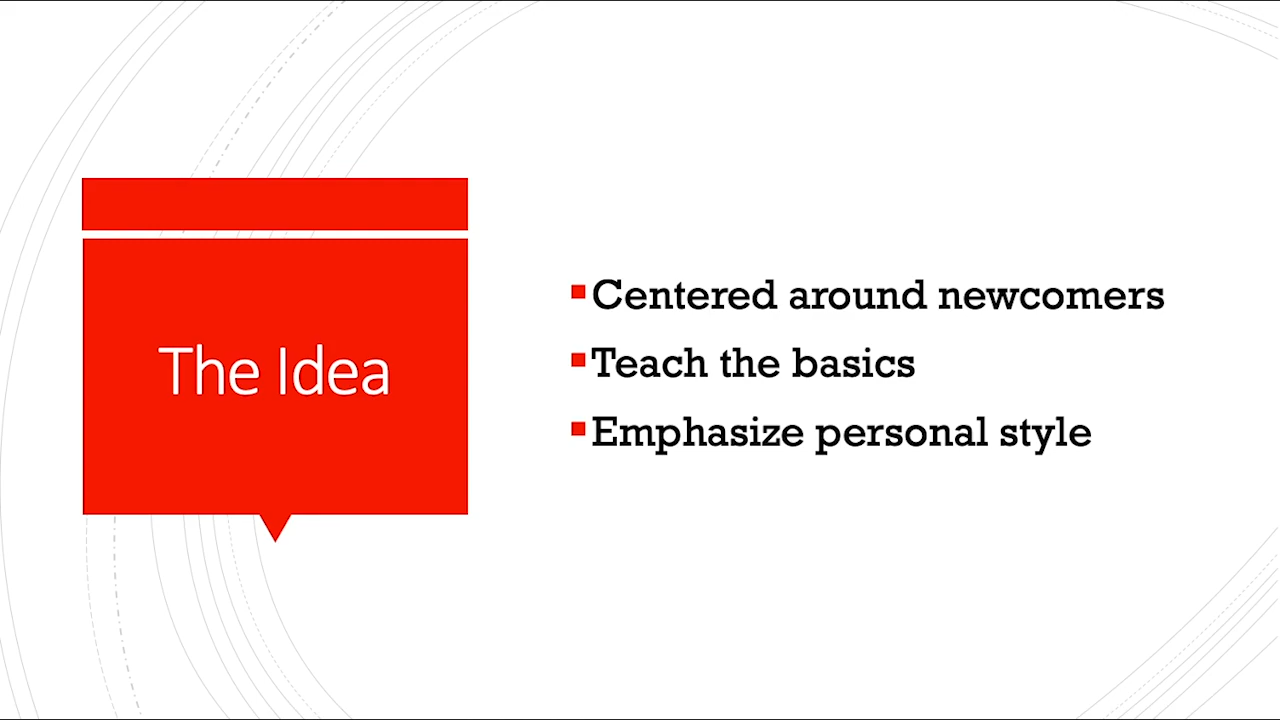 The Idea
Centered around newcomers
Teach the basics
Emphasize personal style